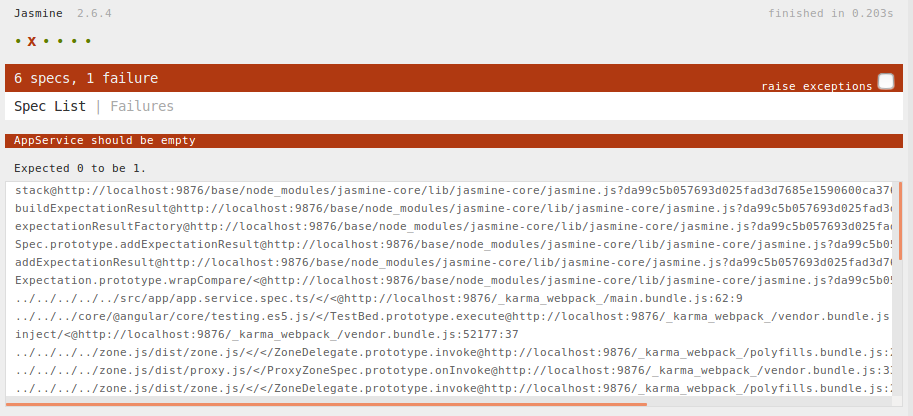 Jasmine 2.6.4 finished in 0.203s
• x • • • •
6 specs, 1 failure raise exceptions
Spec List | Failures
AppService should be empty
Expected 0 to be 1.
stack@http://localhost:9876/base/node_modules/jasmine-core/lib/jasmine-core/jasmine.js?da99c5b057693d025fad3d7685e1590600ca376
buildExpectationResult@http://localhost:9876/base/node_modules/jasmine-core/lib/jasmine-core/jasmine.js?da99c5b057693d025fad3d
expectationResultFactory@http://localhost:9876/base/node_modules/jasmine-core/lib/jasmine-core/jasmine.js?da99c5b057693d025fad
Spec.prototype.addExpectationResult@http://localhost:9876/base/node_modules/jasmine-core/lib/jasmine-core/jasmine.js?da99c5b05
addExpectationResult@http://localhost:9876/base/node_modules/jasmine-core/lib/jasmine-core/jasmine.js?da99c5b057693d025fad3d76
Expectation.prototype.wrapCompare/<@http://localhost:9876/base/node_modules/jasmine-core/lib/jasmine-core/jasmine.js?da99c5b05
../../../../../src/app/app.service.spec.ts/</<@http://localhost:9876/_karma_webpack_/main.bundle.js:62:9
../../../core/@angular/core/testing.es5.js/</TestBed.prototype.execute@http://localhost:9876/_karma_webpack_/vendor.bundle.js
inject/<@http://localhost:9876/_karma_webpack_/vendor.bundle.js:52177:37
../../../../zone.js/dist/zone.js/</</ZoneDelegate.prototype.invoke@http://localhost:9876/_karma_webpack_/polyfills.bundle.js:2
../../../../zone.js/dist/proxy.js/</ProxyZoneSpec.prototype.onInvoke@http://localhost:9876/_karma_webpack_/vendor.bundle.js:33
../../../../zone.js/dist/zone.js/</</ZoneDelegate.prototype.invoke@http://localhost:9876/_karma_webpack_/polyfills.bundle.js:2